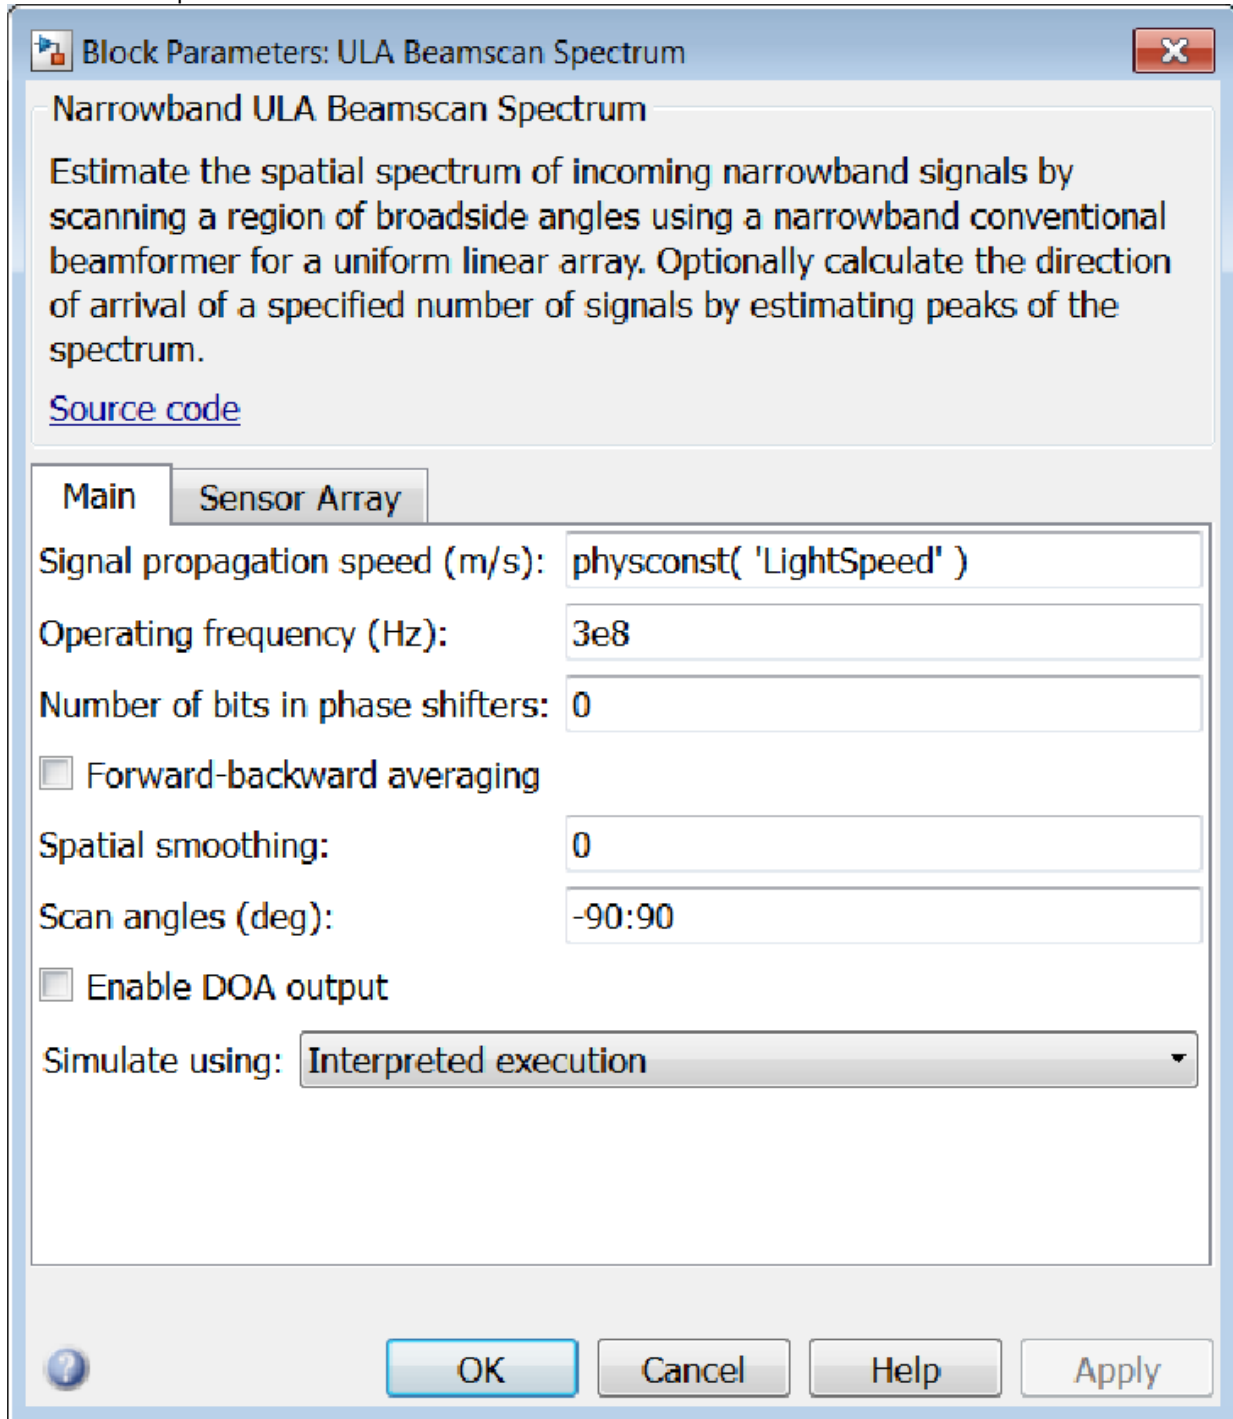 Block Parameters: ULA Beamscan Spectrum
Narrowband ULA Beamscan Spectrum
Estimate the spatial spectrum of incoming narrowband signals by
scanning a region of broadside angles using a narrowband conventional
beamformer for a uniform linear array. Optionally calculate the direction
of arrival of a specified number of signals by estimating peaks of the
spectrum.
Source code
Main Sensor Array
Signal propagation speed (m/s): physconst( 'LightSpeed' )
Operating frequency (Hz): 3e8
Number of bits in phase shifters: 0
Forward-backward averaging
Spatial smoothing: 0
Scan angles (deg): -90:90
Enable DOA output
Simulate using: Interpreted execution
OK Cancel Help Apply